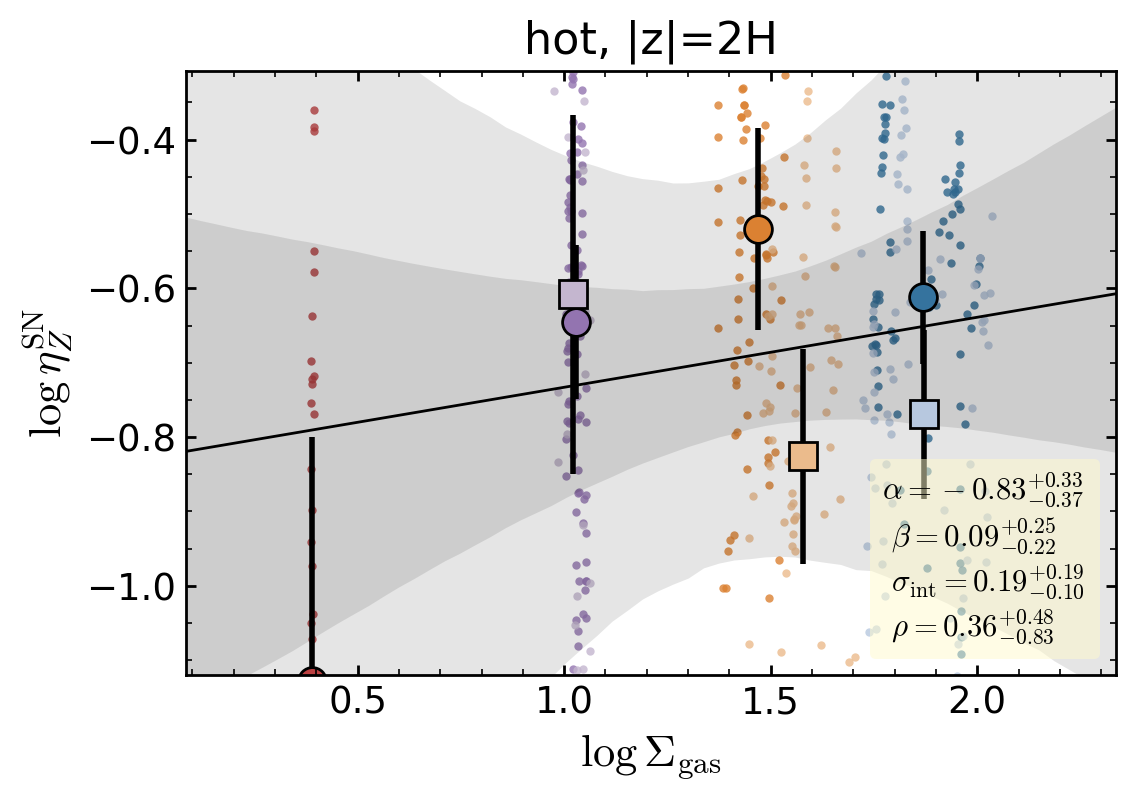 hot, |z|=2H
log η_Z^SN
−0.4
−0.6
−0.8
−1.0
α = −0.83^{+0.33}_{−0.37}
β = 0.09^{+0.25}_{−0.22}
σ_int = 0.19^{+0.19}_{−0.10}
ρ = 0.36^{+0.48}_{−0.83}
0.5 1.0 1.5 2.0
log Σ_gas